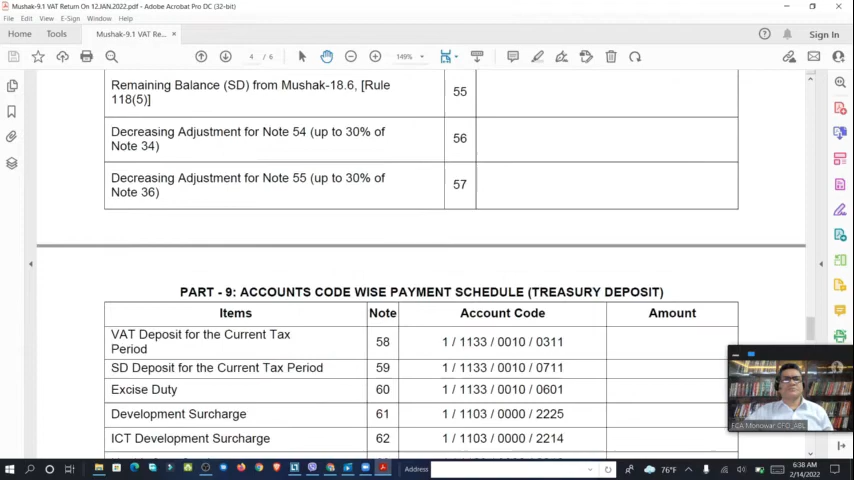 Mushak-9.1 VAT Return On 12.JAN.2022.pdf - Adobe Acrobat Pro DC (32-bit)
File Edit View E-Sign Window Help
Home Tools Mushak-9.1 VAT Re... × Sign In
4 / 6 149%
Remaining Balance (SD) from Mushak-18.6, [Rule
118(5)] 55
Decreasing Adjustment for Note 54 (up to 30% of
Note 34) 56
Decreasing Adjustment for Note 55 (up to 30% of
Note 36) 57
PART - 9: ACCOUNTS CODE WISE PAYMENT SCHEDULE (TREASURY DEPOSIT)
Items Note Account Code Amount
VAT Deposit for the Current Tax
Period 58 1 / 1133 / 0010 / 0311
SD Deposit for the Current Tax Period 59 1 / 1133 / 0010 / 0711
Excise Duty 60 1 / 1133 / 0010 / 0601
Development Surcharge 61 1 / 1103 / 0000 / 2225
ICT Development Surcharge 62 1 / 1103 / 0000 / 2214
FCA Monowar CFO_ABL
Address 76°F 6:38 AM
2/14/2022